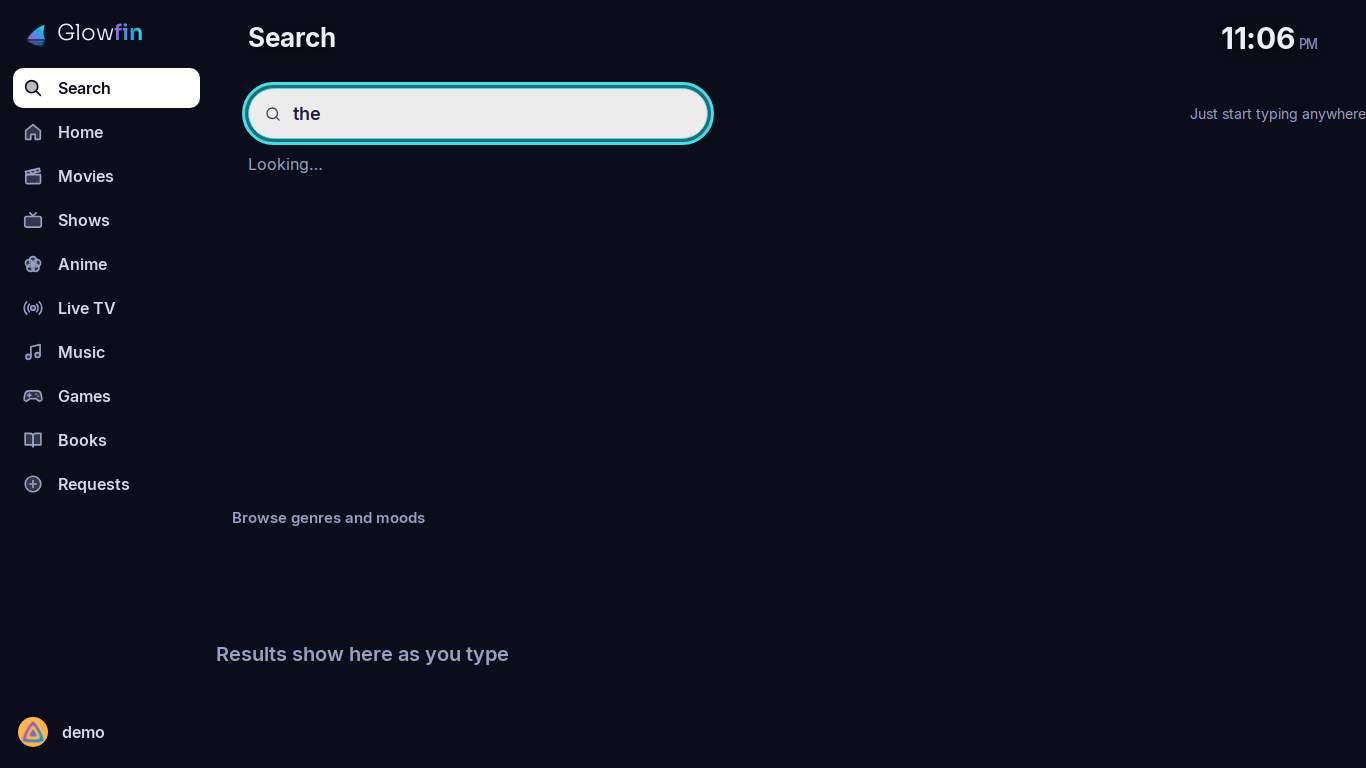 Glowfin
Search
11:06 PM
Search
Home
Movies
Shows
Anime
Live TV
Music
Games
Books
Requests
the
Just start typing anywhere
Looking...
Browse genres and moods
Results show here as you type
demo